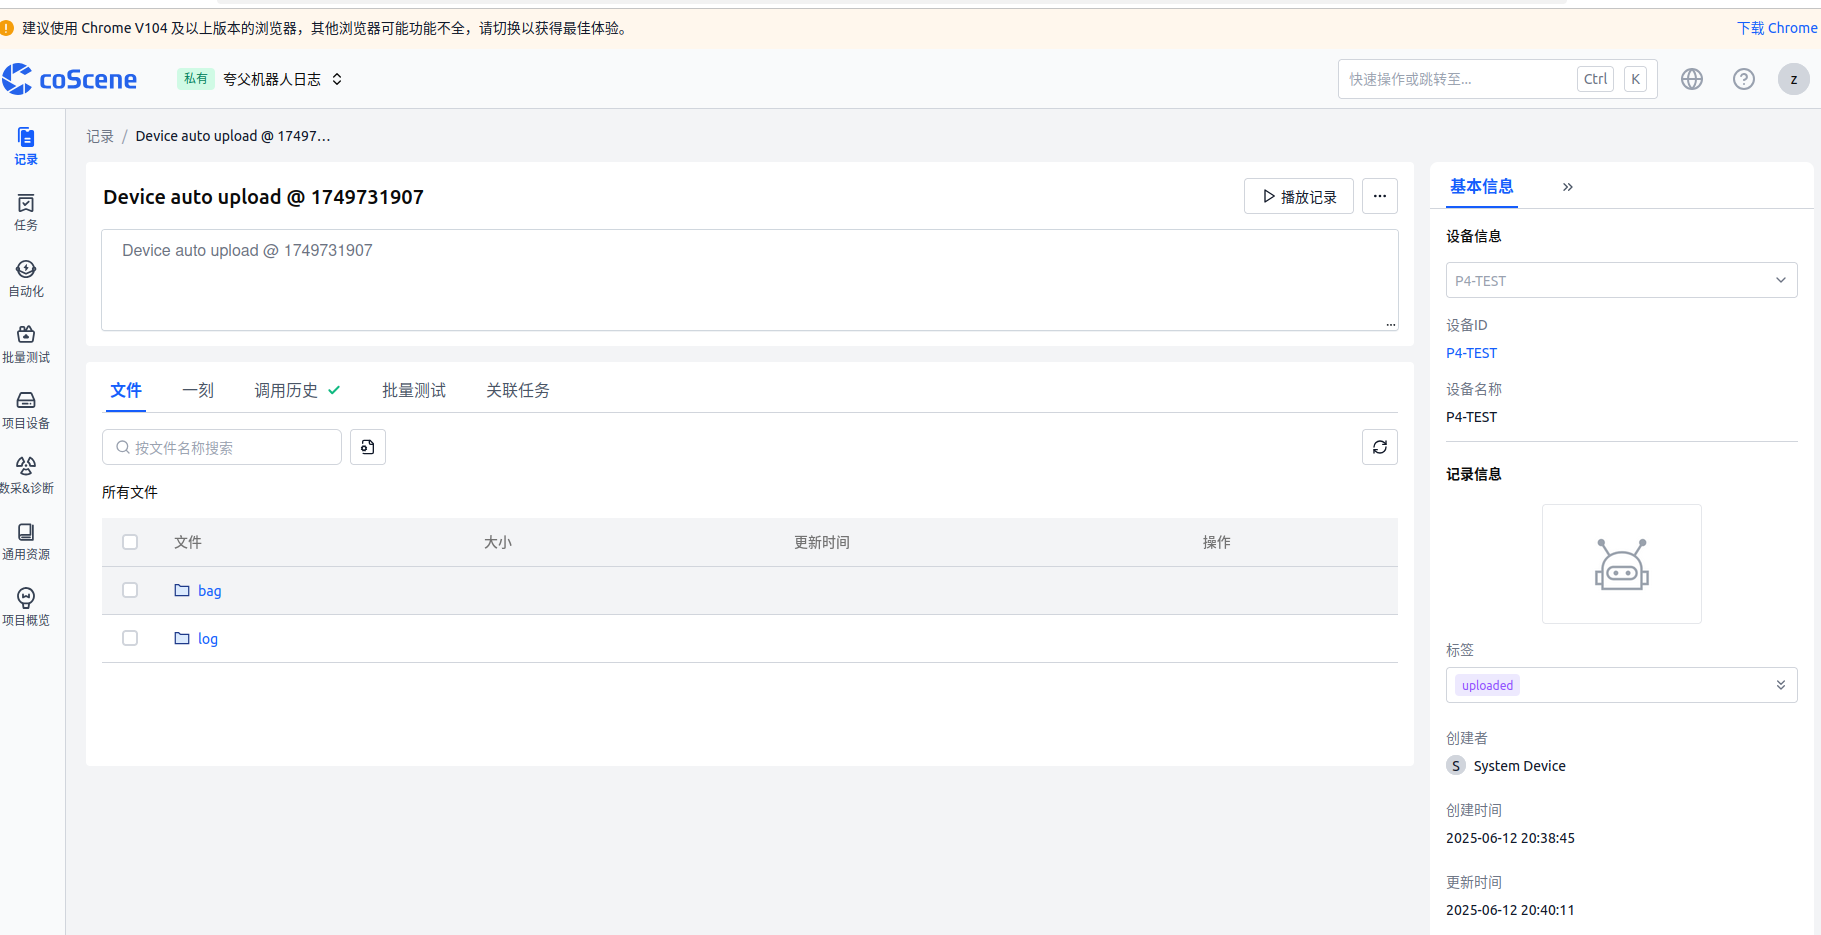 建议使用 Chrome V104 及以上版本的浏览器，其他浏览器可能功能不全，请切换以获得最佳体验。
下载 Chrome
coScene
私有 夸父机器人日志
快速操作或跳转至... Ctrl K
z
记录
任务
自动化
批量测试
项目设备
数采&诊断
通用资源
项目概览
记录 / Device auto upload @ 17497...
Device auto upload @ 1749731907
播放记录
...
Device auto upload @ 1749731907
文件 一刻 调用历史 批量测试 关联任务
按文件名称搜索
所有文件
文件 大小 更新时间 操作
bag
log
基本信息
设备信息
P4-TEST
设备ID
P4-TEST
设备名称
P4-TEST
记录信息
标签
uploaded
创建者
S System Device
创建时间
2025-06-12 20:38:45
更新时间
2025-06-12 20:40:11